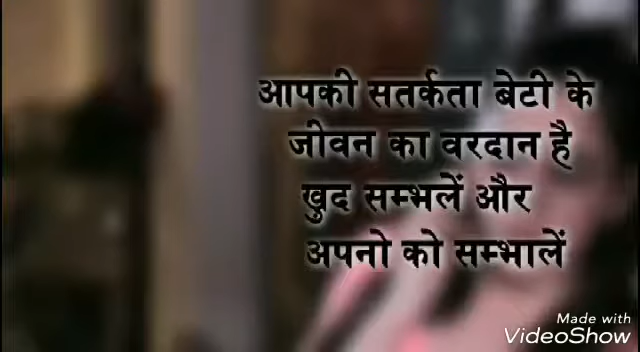 आपकी सतर्कता बेटी के
जीवन का वरदान है
खुद सम्भलें और
अपनो को सम्भालें
Made with
VideoShow